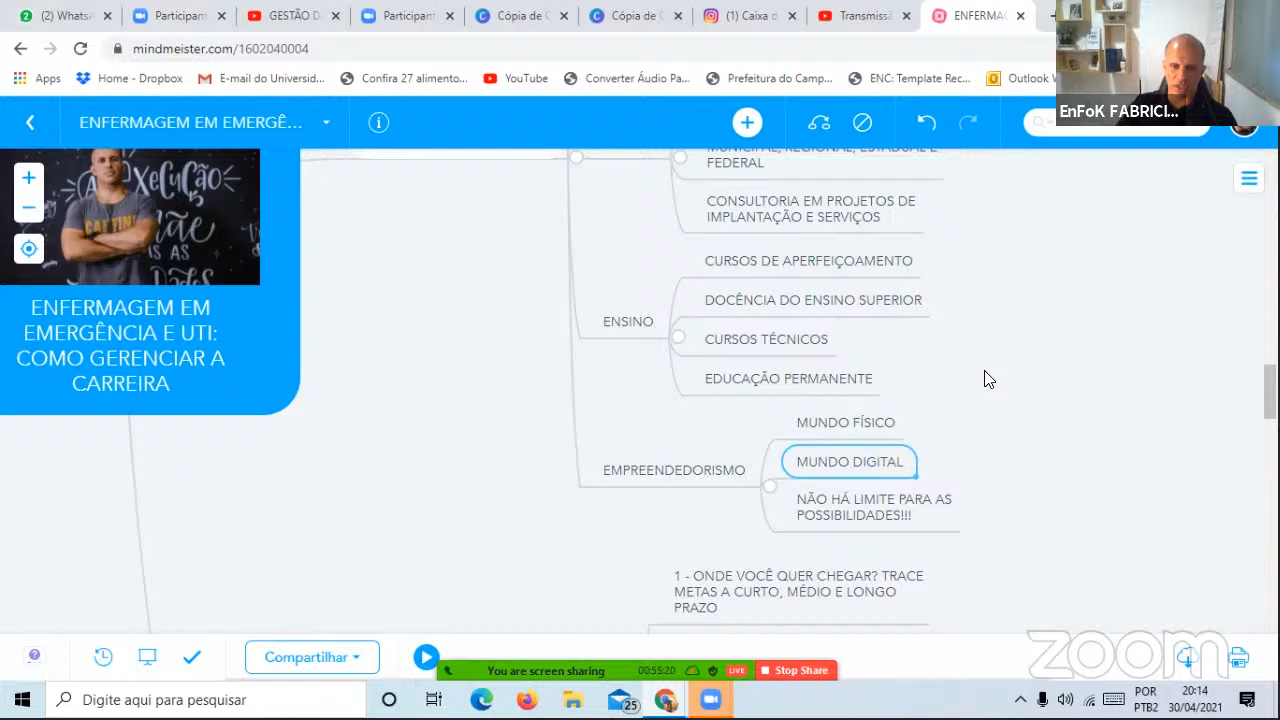 (2) WhatsA
Participant
GESTÃO D
Participant
Cópia de C
Cópia de C
(1) Caixa d
Transmissã
ENFERMA
mindmeister.com/1602040004
Apps
Home - Dropbox
E-mail do Universid...
Confira 27 alimento...
YouTube
Converter Áudio Pa...
Prefeitura do Camp...
ENC: Template Rec...
Outlook W
EnFoK FABRICI...
ENFERMAGEM EM EMERGÊ...
MUNICIPAL, REGIONAL, ESTADUAL E
FEDERAL
CONSULTORIA EM PROJETOS DE
IMPLANTAÇÃO E SERVIÇOS
CURSOS DE APERFEIÇOAMENTO
DOCÊNCIA DO ENSINO SUPERIOR
ENSINO
CURSOS TÉCNICOS
EDUCAÇÃO PERMANENTE
ENFERMAGEM EM
EMERGÊNCIA E UTI:
COMO GERENCIAR A
CARREIRA
MUNDO FÍSICO
MUNDO DIGITAL
EMPREENDEDORISMO
NÃO HÁ LIMITE PARA AS
POSSIBILIDADES!!!
1 - ONDE VOCÊ QUER CHEGAR? TRACE
METAS A CURTO, MÉDIO E LONGO
PRAZO
Compartilhar
You are screen sharing
00:55:20
LIVE
Stop Share
zoom
Digite aqui para pesquisar
25
POR
PTB2
20:14
30/04/2021